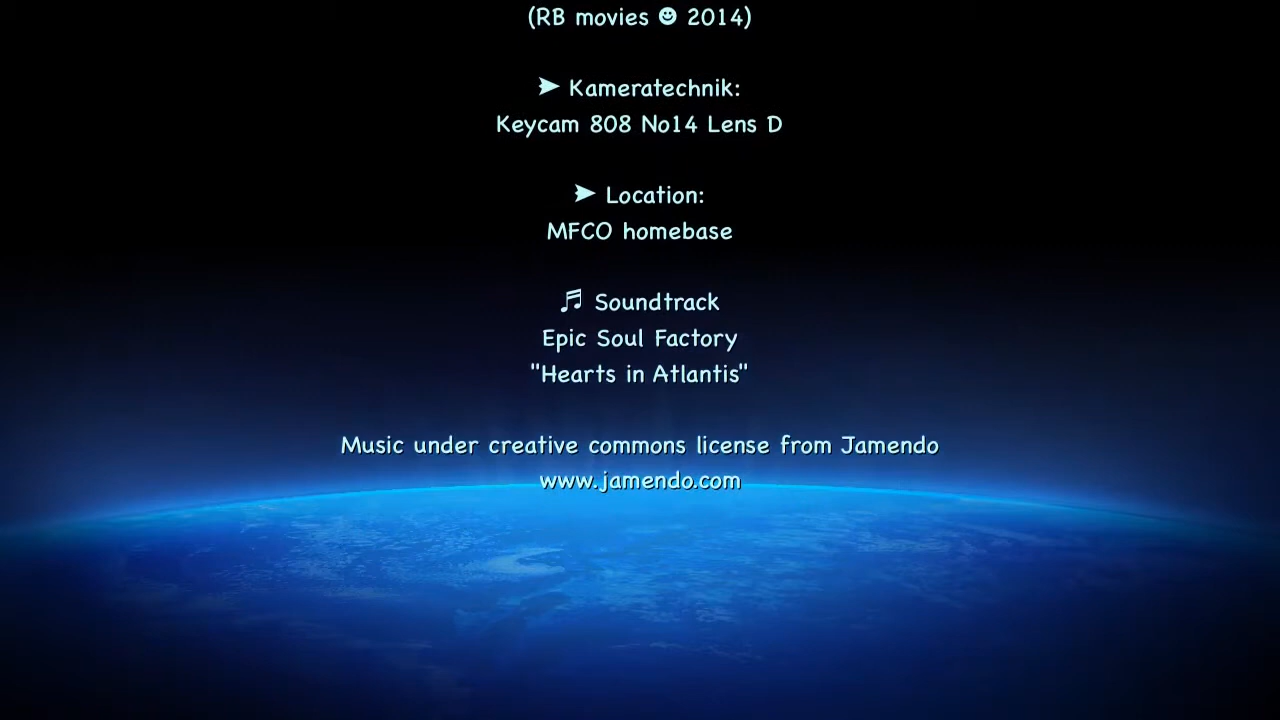 (RB movies ☻ 2014)
➤ Kameratechnik:
Keycam 808 No14 Lens D
➤ Location:
MFCO homebase
♬ Soundtrack
Epic Soul Factory
"Hearts in Atlantis"
Music under creative commons license from Jamendo
www.jamendo.com